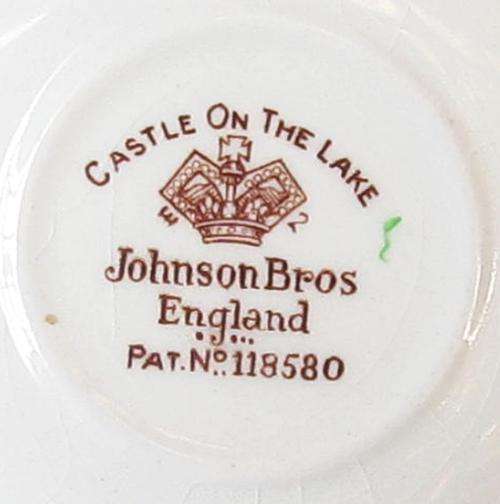 CASTLE ON THE LAKE
E 2
Johnson Bros
England
PAT. No. 118580